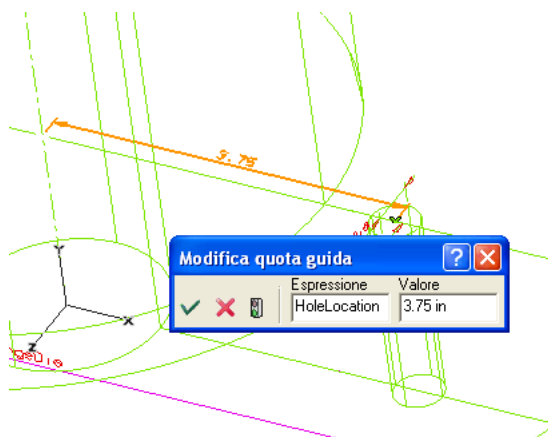 3.75
Modifica quota guida
Espressione Valore
HoleLocation 3.75 in
Y
X
Z